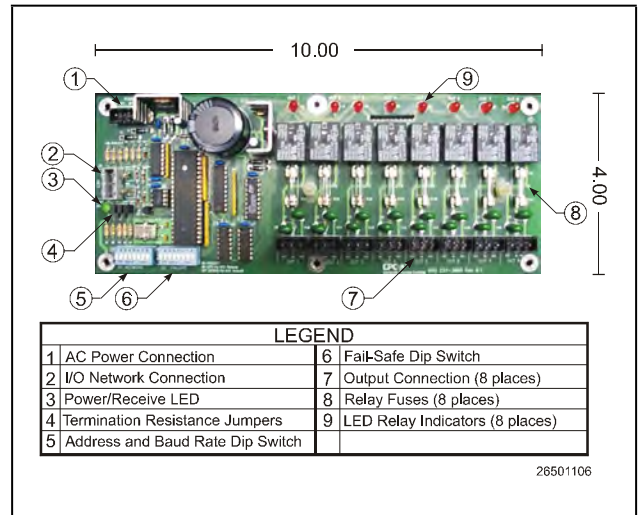 10.00
1
9
2
3
4
4.00
8
5
6
7
CPC
LEGEND
1 AC Power Connection
2 I/O Network Connection
3 Power/Receive LED
4 Termination Resistance Jumpers
5 Address and Baud Rate Dip Switch
6 Fail-Safe Dip Switch
7 Output Connection (8 places)
8 Relay Fuses (8 places)
9 LED Relay Indicators (8 places)
26501106